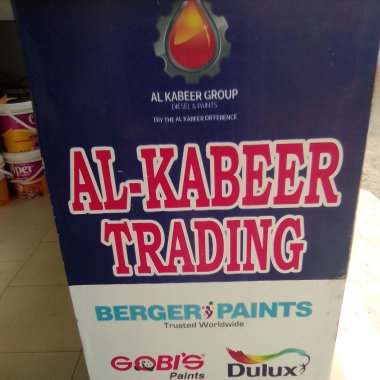 AL KABEER GROUP
DIESEL & PAINTS
TRY THE AL KABEER DIFFERENCE
AL-KABEER
TRADING
BERGER PAINTS
Trusted Worldwide
GOBI'S
Paints
Dulux